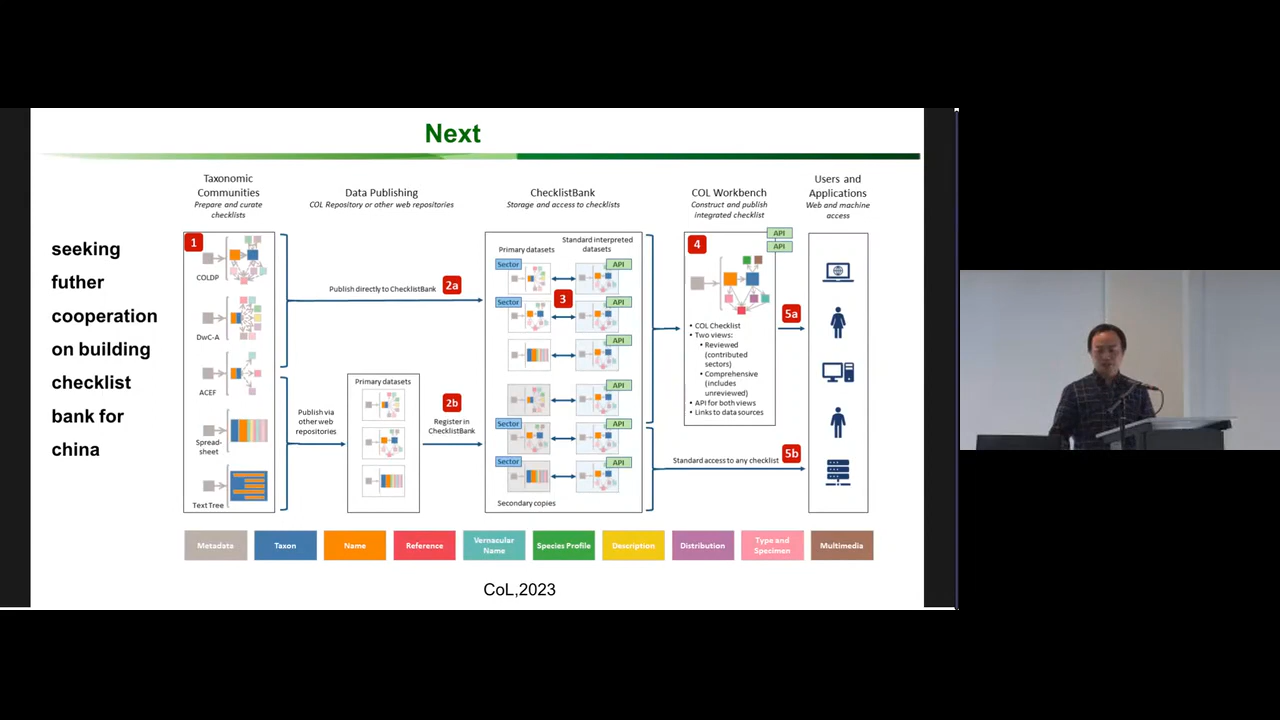 Next
seeking
futher
cooperation
on building
checklist
bank for
china
Taxonomic
Communities
Prepare and curate
checklists
Data Publishing
COL Repository or other web repositories
ChecklistBank
Storage and access to checklists
COL Workbench
Construct and publish
integrated checklist
Users and
Applications
Web and machine
access
1
COLDP
DwC-A
ACEF
Spread-
sheet
Text Tree
Publish directly to ChecklistBank
2a
Publish via
other web
repositories
Primary datasets
2b
Register in
ChecklistBank
Primary datasets
Standard interpreted
datasets
Sector
API
Sector
3
API
API
API
Sector
API
Sector
API
Secondary copies
4
API
API
• COL Checklist
• Two views:
• Reviewed
(contributed
sectors)
• Comprehensive
(includes
unreviewed)
• API for both views
• Links to data sources
5a
Standard access to any checklist
5b
Metadata
Taxon
Name
Reference
Vernacular
Name
Species Profile
Description
Distribution
Type and
Specimen
Multimedia
CoL,2023